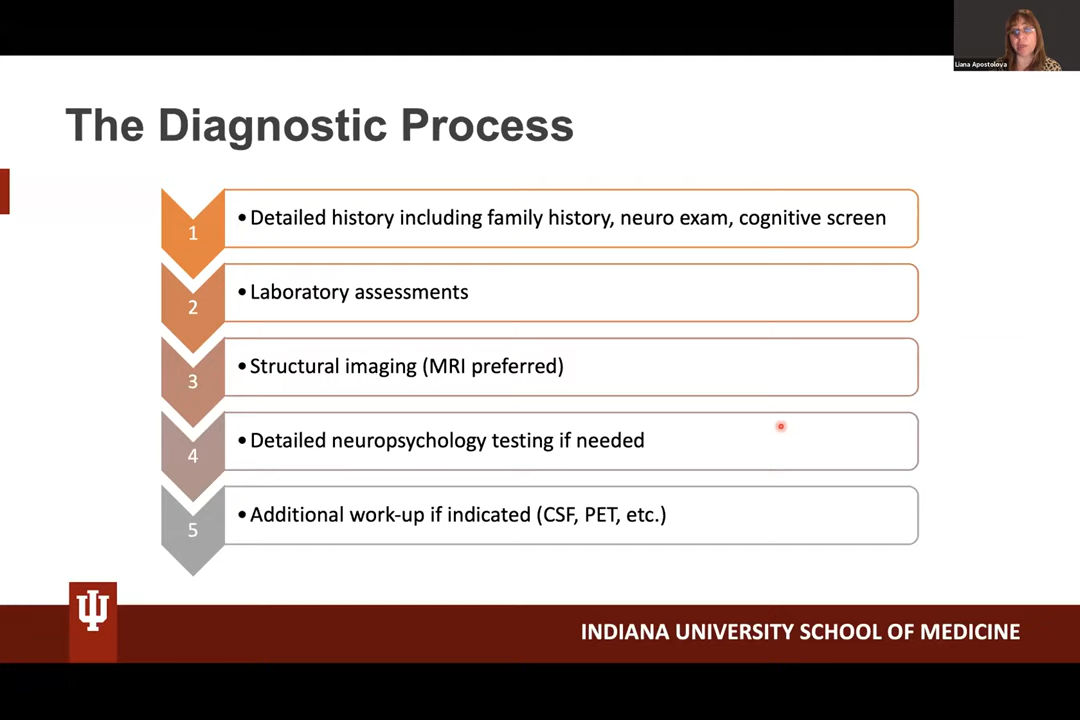 Liana Apostolova
The Diagnostic Process
1
•Detailed history including family history, neuro exam, cognitive screen
2
•Laboratory assessments
3
•Structural imaging (MRI preferred)
4
•Detailed neuropsychology testing if needed
5
•Additional work-up if indicated (CSF, PET, etc.)
INDIANA UNIVERSITY SCHOOL OF MEDICINE